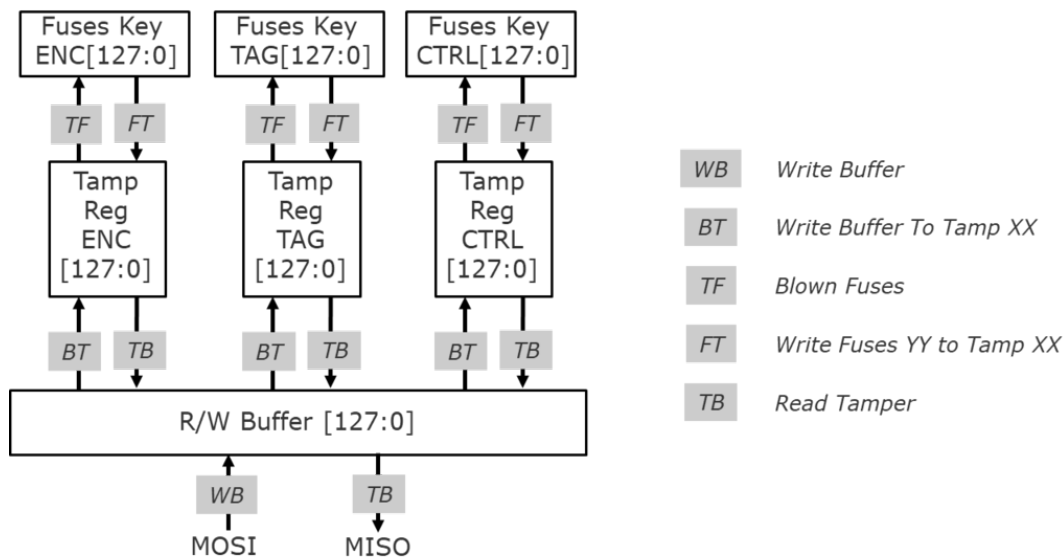 Fuses Key
ENC[127:0]
Fuses Key
TAG[127:0]
Fuses Key
CTRL[127:0]
TF
FT
TF
FT
TF
FT
Tamp
Reg
ENC
[127:0]
Tamp
Reg
TAG
[127:0]
Tamp
Reg
CTRL
[127:0]
BT
TB
BT
TB
BT
TB
R/W Buffer [127:0]
WB
TB
MOSI
MISO
WB Write Buffer
BT Write Buffer To Tamp XX
TF Blown Fuses
FT Write Fuses YY to Tamp XX
TB Read Tamper